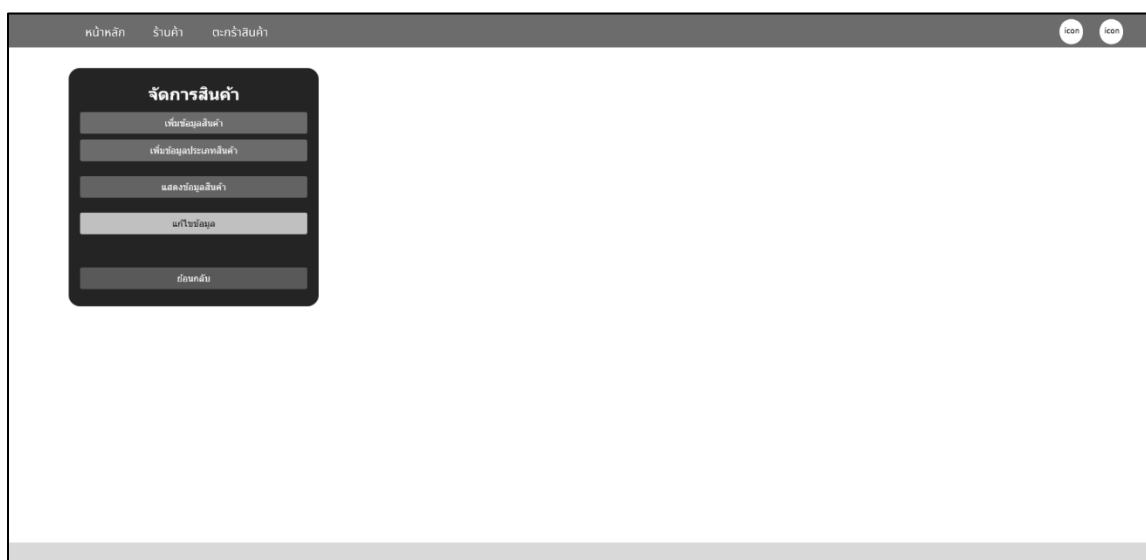 หน้าหลัก ร้านค้า ตะกร้าสินค้า icon icon
จัดการสินค้า
เพิ่มข้อมูลสินค้า
เพิ่มข้อมูลประเภทสินค้า
แสดงข้อมูลสินค้า
แก้ไขข้อมูล
ย้อนกลับ